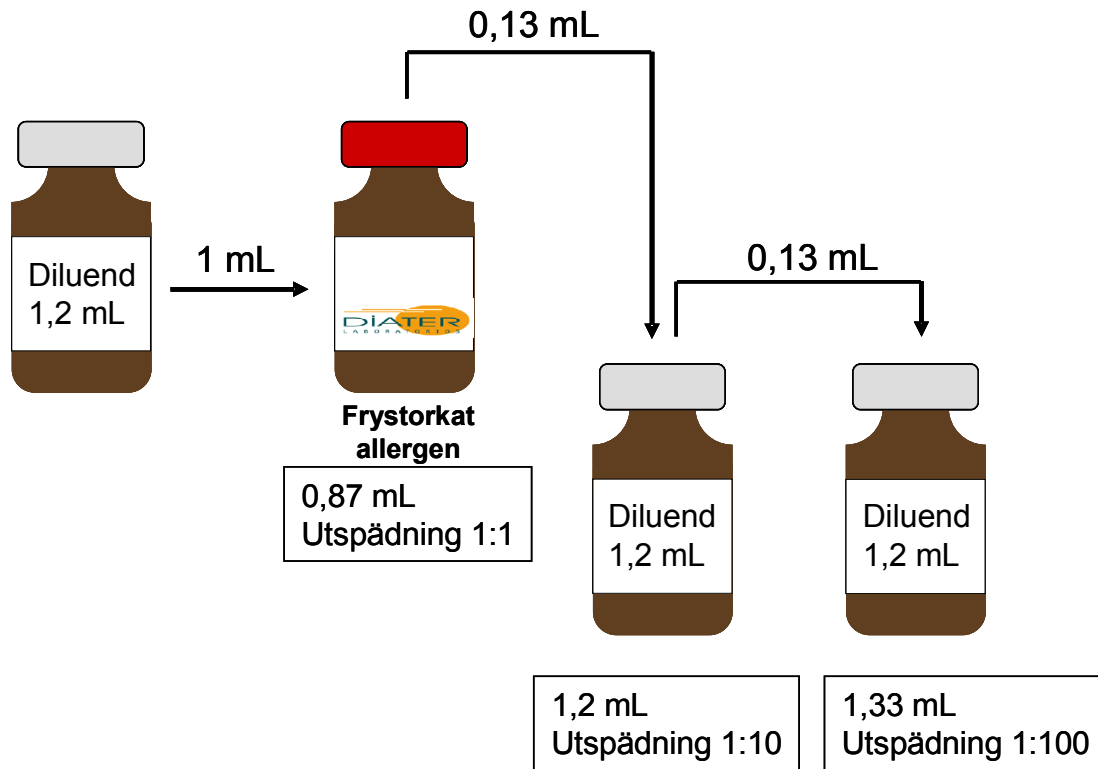 0,13 mL
Diluend
1,2 mL
1 mL
DIATER
LABORATORIOS
Frystorkat
allergen
0,87 mL
Utspädning 1:1
0,13 mL
Diluend
1,2 mL
Diluend
1,2 mL
1,2 mL
Utspädning 1:10
1,33 mL
Utspädning 1:100